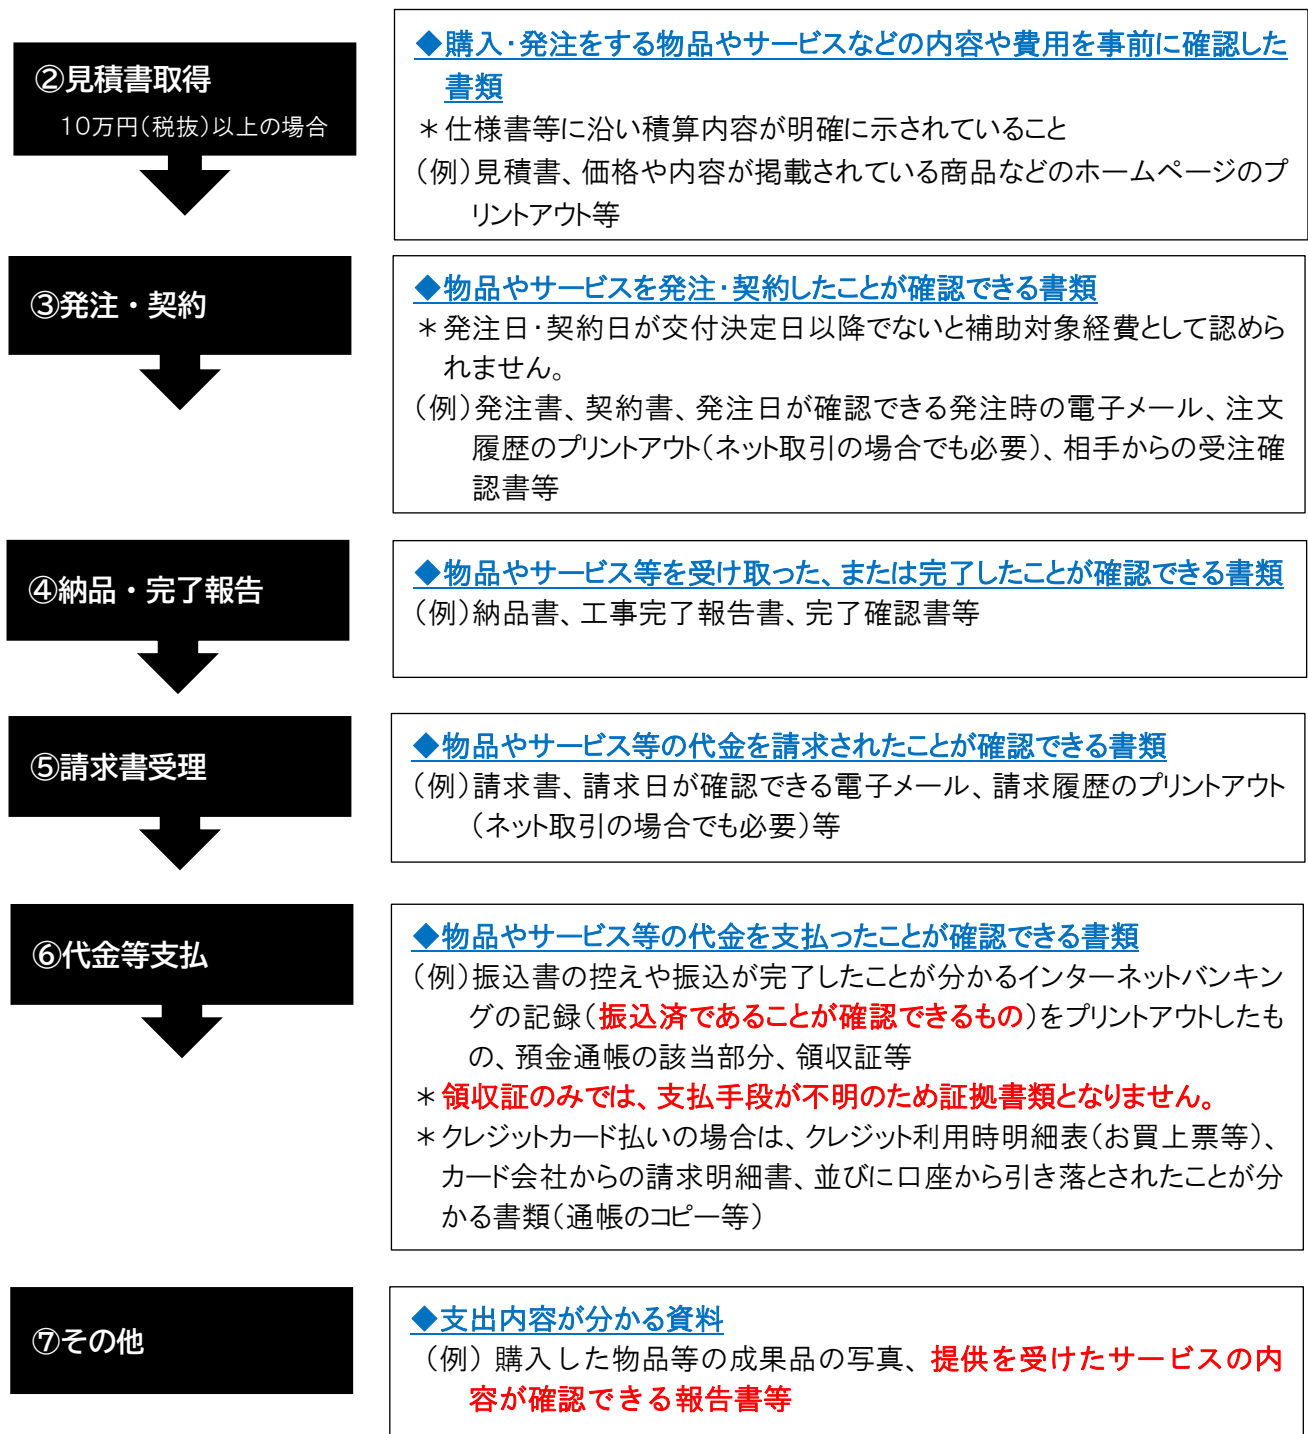 ②見積書取得
10万円(税抜)以上の場合
◆購入・発注をする物品やサービスなどの内容や費用を事前に確認した
書類
＊仕様書等に沿い積算内容が明確に示されていること
(例)見積書、価格や内容が掲載されている商品などのホームページのプ
リントアウト等
③発注・契約
◆物品やサービスを発注・契約したことが確認できる書類
＊発注日・契約日が交付決定日以降でないと補助対象経費として認めら
れません。
(例)発注書、契約書、発注日が確認できる発注時の電子メール、注文
履歴のプリントアウト(ネット取引の場合でも必要)、相手からの受注確
認書等
④納品・完了報告
◆物品やサービス等を受け取った、または完了したことが確認できる書類
(例)納品書、工事完了報告書、完了確認書等
⑤請求書受理
◆物品やサービス等の代金を請求されたことが確認できる書類
(例)請求書、請求日が確認できる電子メール、請求履歴のプリントアウト
(ネット取引の場合でも必要)等
⑥代金等支払
◆物品やサービス等の代金を支払ったことが確認できる書類
(例)振込書の控えや振込が完了したことが分かるインターネットバンキン
グの記録(振込済であることが確認できるもの)をプリントアウトしたも
の、預金通帳の該当部分、領収証等
＊領収証のみでは、支払手段が不明のため証拠書類となりません。
＊クレジットカード払いの場合は、クレジット利用時明細表(お買上票等)、
カード会社からの請求明細書、並びに口座から引き落とされたことが分
かる書類(通帳のコピー等)
⑦その他
◆支出内容が分かる資料
(例) 購入した物品等の成果品の写真、提供を受けたサービスの内
容が確認できる報告書等